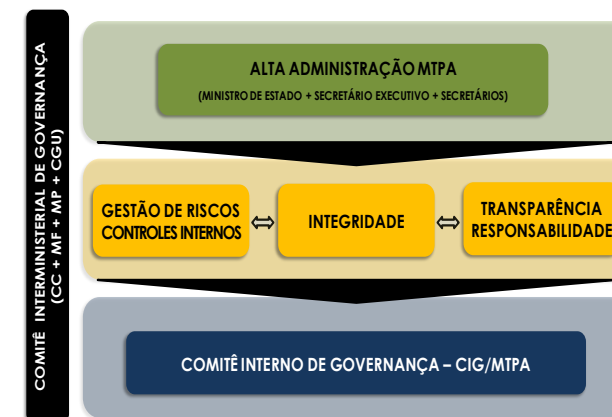 COMITÊ INTERMINISTERIAL DE GOVERNANÇA
(CC + MF + MP + CGU)
ALTA ADMINISTRAÇÃO MTPA
(MINISTRO DE ESTADO + SECRETÁRIO EXECUTIVO + SECRETÁRIOS)
GESTÃO DE RISCOS
CONTROLES INTERNOS
INTEGRIDADE
TRANSPARÊNCIA
RESPONSABILIDADE
COMITÊ INTERNO DE GOVERNANÇA – CIG/MTPA